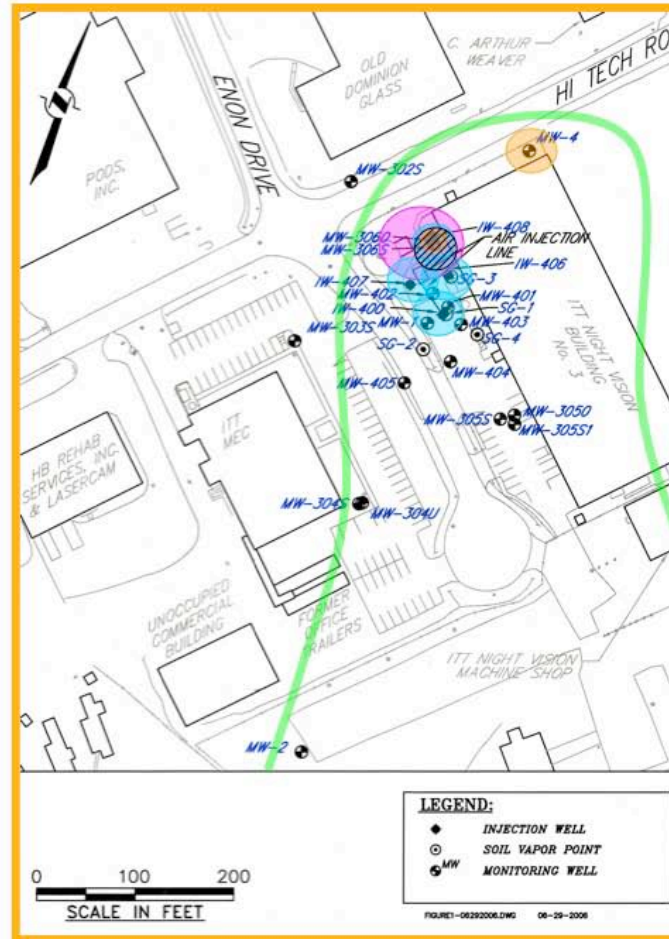 C. ARTHUR
WEAVER
HI TECH RO
OLD
DOMINION
GLASS
ENON DRIVE
PODS,
INC.
MW-4
MW-302S
IW-408
MW-306D
MW-306S
AIR INJECTION
LINE
IW-406
IW-407
SG-3
MW-402
MW-401
IW-400
SG-1
MW-1
MW-403
MW-303S
SG-2
SG-4
MW-404
MW-405
ITT NIGHT VISION
BUILDING
No. 3
MW-305S
MW-305D
MW-305S1
ITT
MEC
HB REHAB
SERVICES, INC.
& LASERCAM
MW-304S
MW-304U
UNOCCUPIED
COMMERCIAL
BUILDING
FORMER
OFFICE
TRAILERS
ITT NIGHT VISION
MACHINE SHOP
MW-2
LEGEND:
INJECTION WELL
SOIL VAPOR POINT
MW MONITORING WELL
0 100 200
SCALE IN FEET
FIGURE1-06292006.DWG 06-29-2006